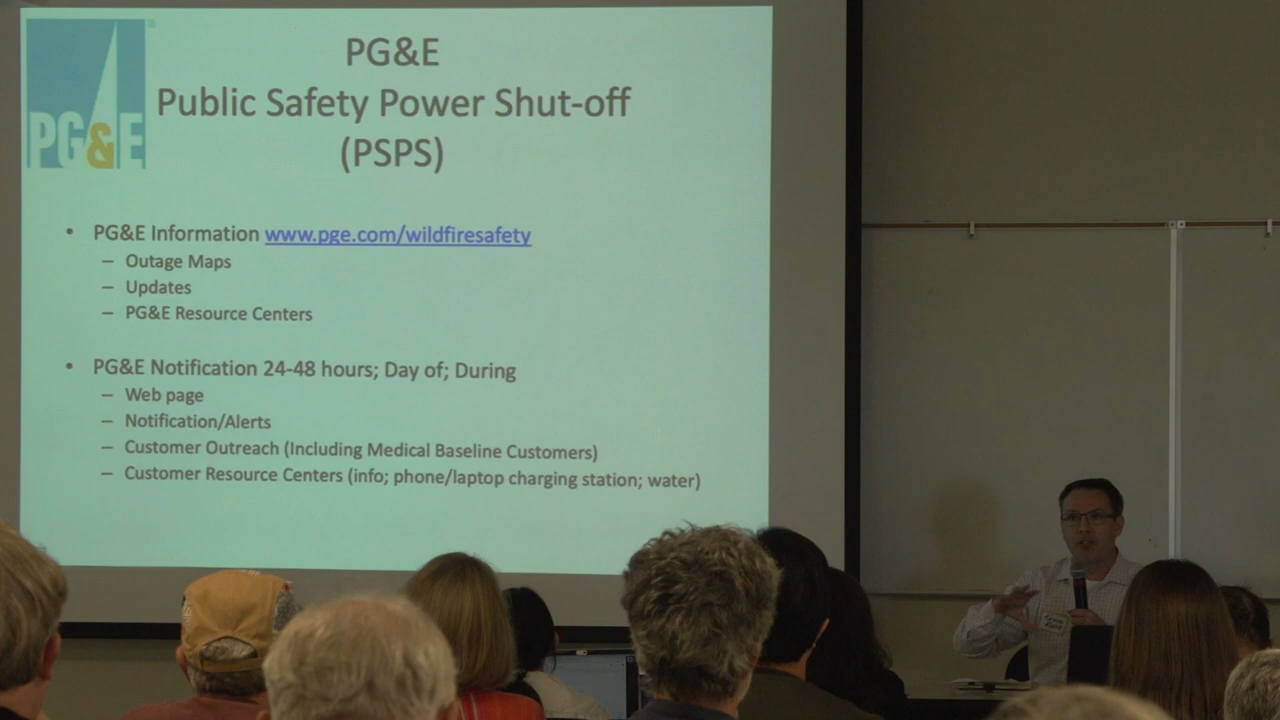 PG&E
PG&E
Public Safety Power Shut-off
(PSPS)
• PG&E Information www.pge.com/wildfiresafety
– Outage Maps
– Updates
– PG&E Resource Centers
• PG&E Notification 24-48 hours; Day of; During
– Web page
– Notification/Alerts
– Customer Outreach (Including Medical Baseline Customers)
– Customer Resource Centers (info; phone/laptop charging station; water)